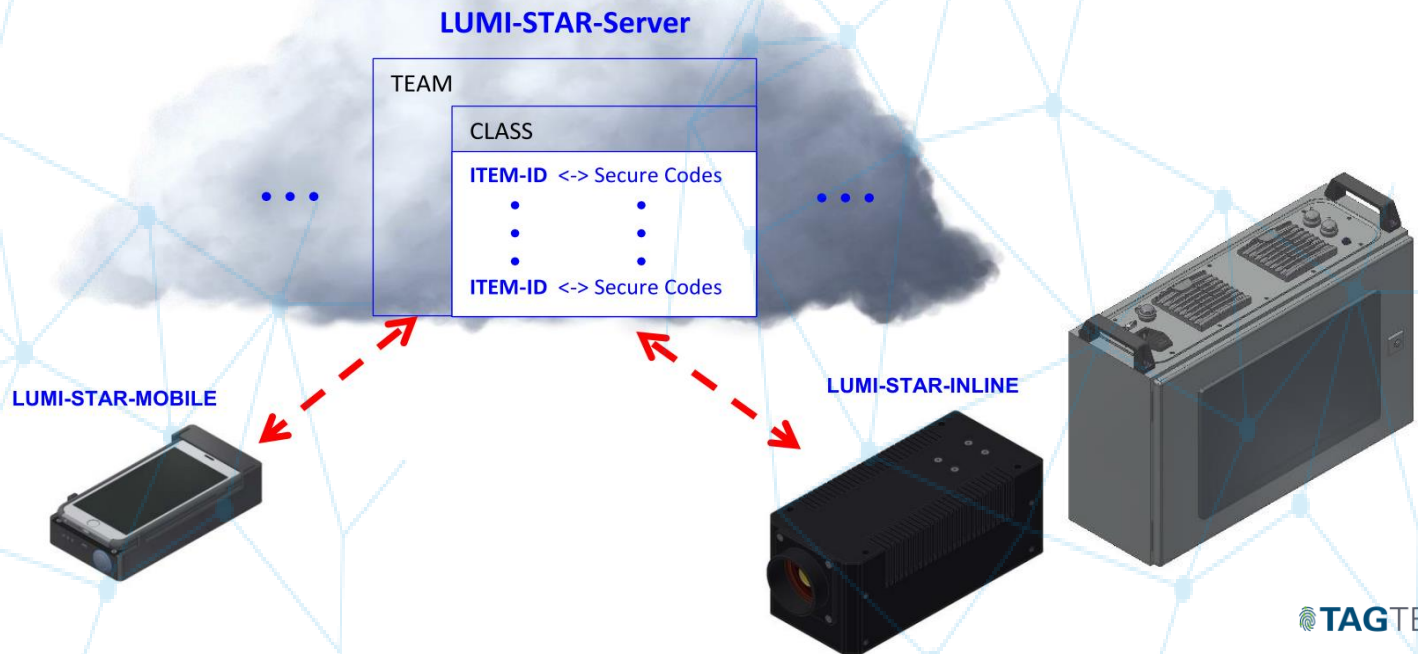 LUMI-STAR-Server
TEAM
CLASS
ITEM-ID <-> Secure Codes
ITEM-ID <-> Secure Codes
LUMI-STAR-MOBILE
LUMI-STAR-INLINE
TAGTE